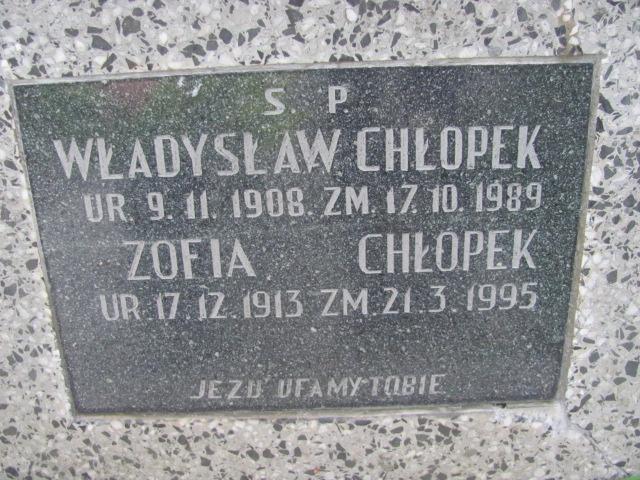 S P.
WŁADYSŁAW CHŁOPEK
UR. 9. 11. 1908. ZM. 17. 10. 1989
ZOFIA CHŁOPEK
UR. 17. 12. 1913 ZM. 21. 3. 1995
JEZU UFAMY TOBIE